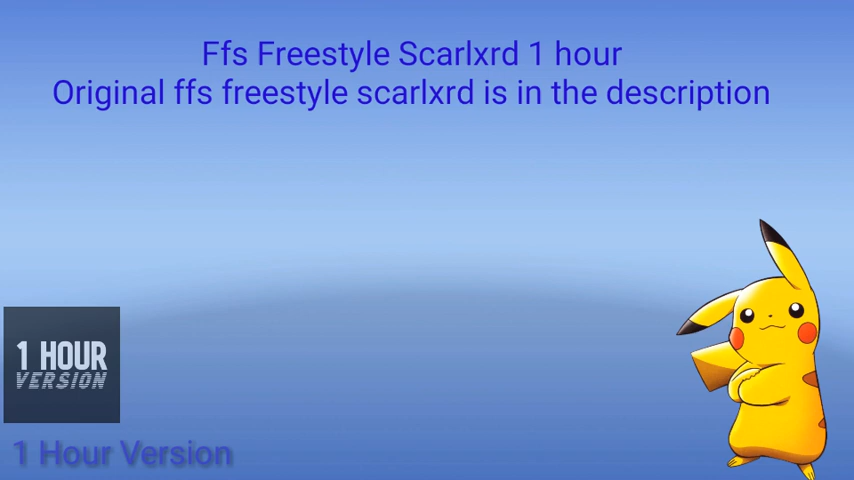 Ffs Freestyle Scarlxrd 1 hour
Original ffs freestyle scarlxrd is in the description
1 HOUR
VERSION
1 Hour Version